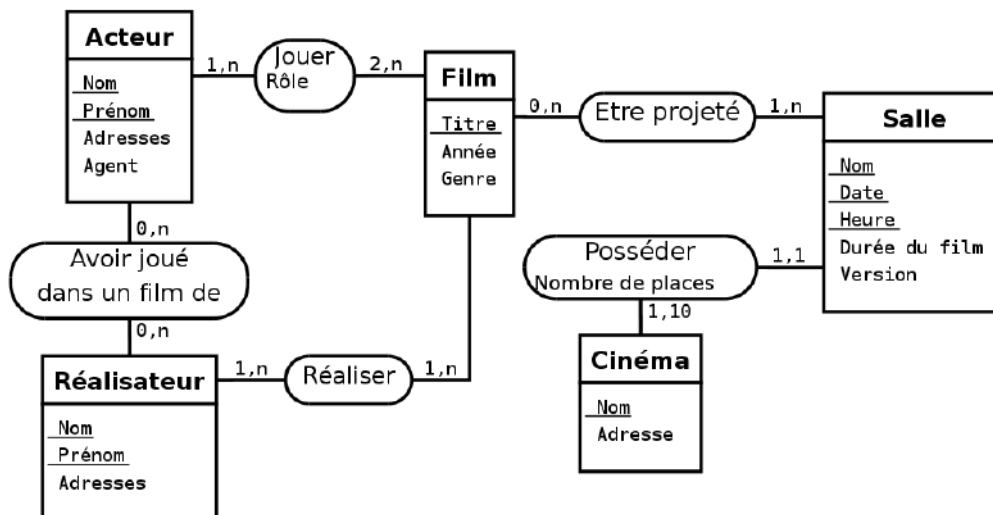 Acteur
Nom
Prénom
Adresses
Agent
1,n
Jouer
Rôle
2,n
Film
Titre
Année
Genre
0,n
Etre projeté
1,n
Salle
Nom
Date
Heure
Durée du film
Version
0,n
Avoir joué
dans un film de
0,n
Posséder
Nombre de places
1,1
1,10
Réalisateur
Nom
Prénom
Adresses
1,n
Réaliser
1,n
Cinéma
Nom
Adresse